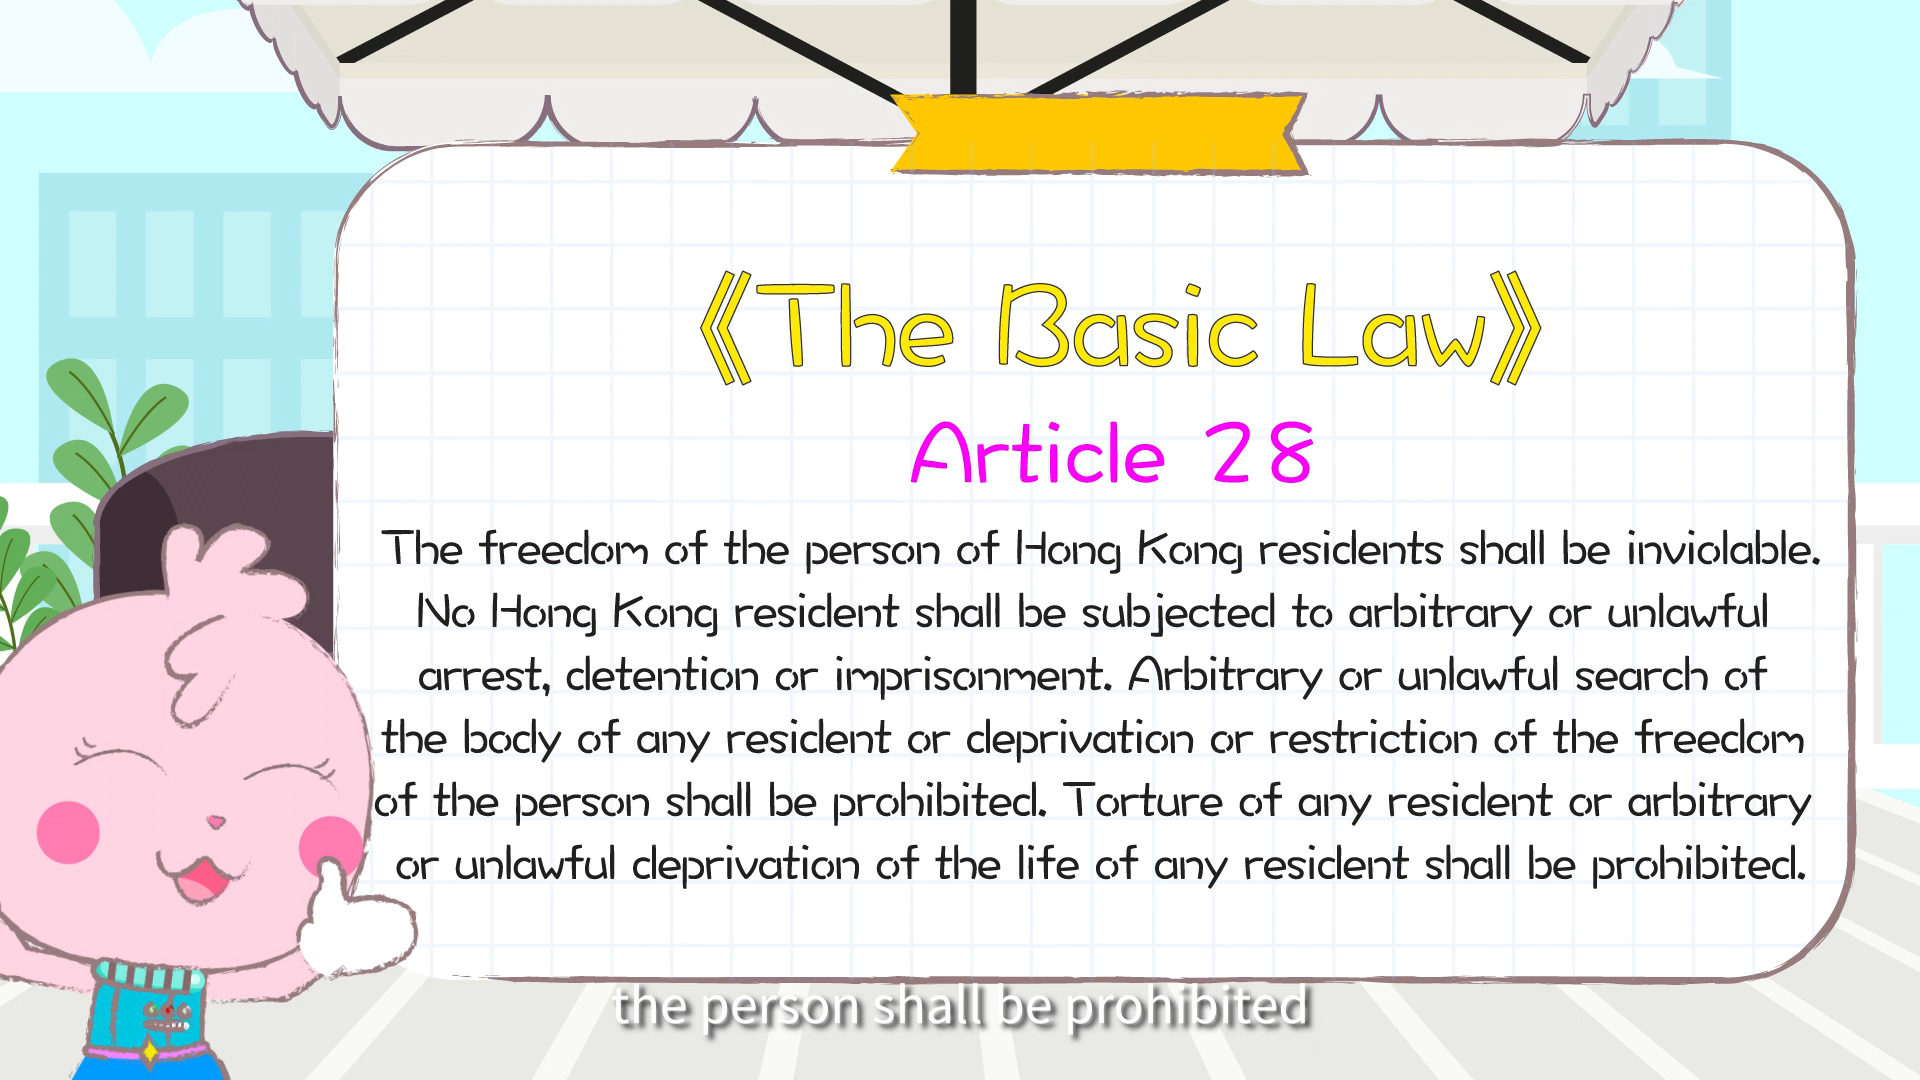 《The Basic Law》
Article 28
The freedom of the person of Hong Kong residents shall be inviolable.
No Hong Kong resident shall be subjected to arbitrary or unlawful
arrest, detention or imprisonment. Arbitrary or unlawful search of
the body of any resident or deprivation or restriction of the freedom
of the person shall be prohibited. Torture of any resident or arbitrary
or unlawful deprivation of the life of any resident shall be prohibited.
the person shall be prohibited